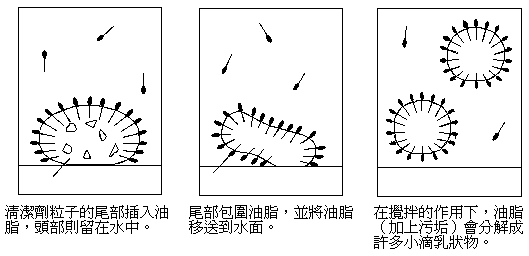 清潔劑粒子的尾部插入油
脂，頭部則留在水中。
尾部包圍油脂，並將油脂
移送到水面。
在攪拌的作用下，油脂
（加上污垢）會分解成
許多小滴乳狀物。